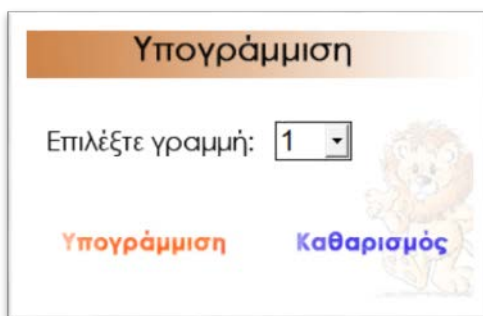 Υπογράμμιση
Επιλέξτε γραμμή: 1
Υπογράμμιση Καθαρισμός